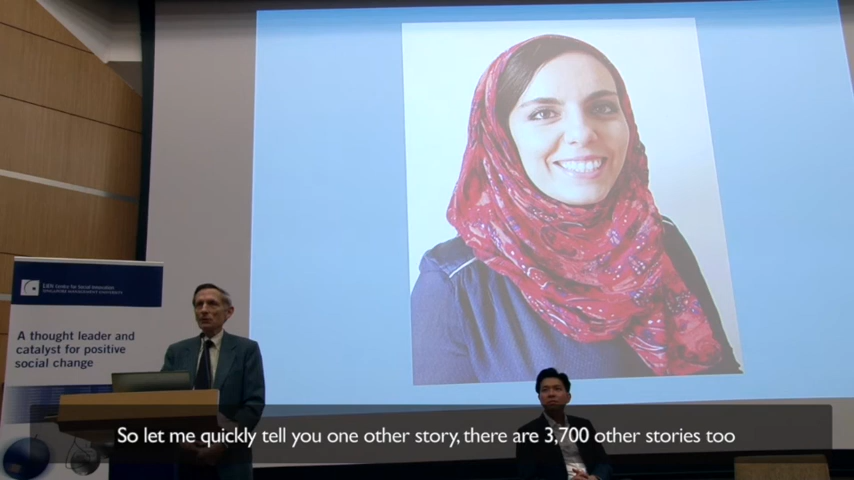 Lien Centre for Social Innovation
A thought leader and
catalyst for positive
social change
So let me quickly tell you one other story, there are 3,700 other stories too